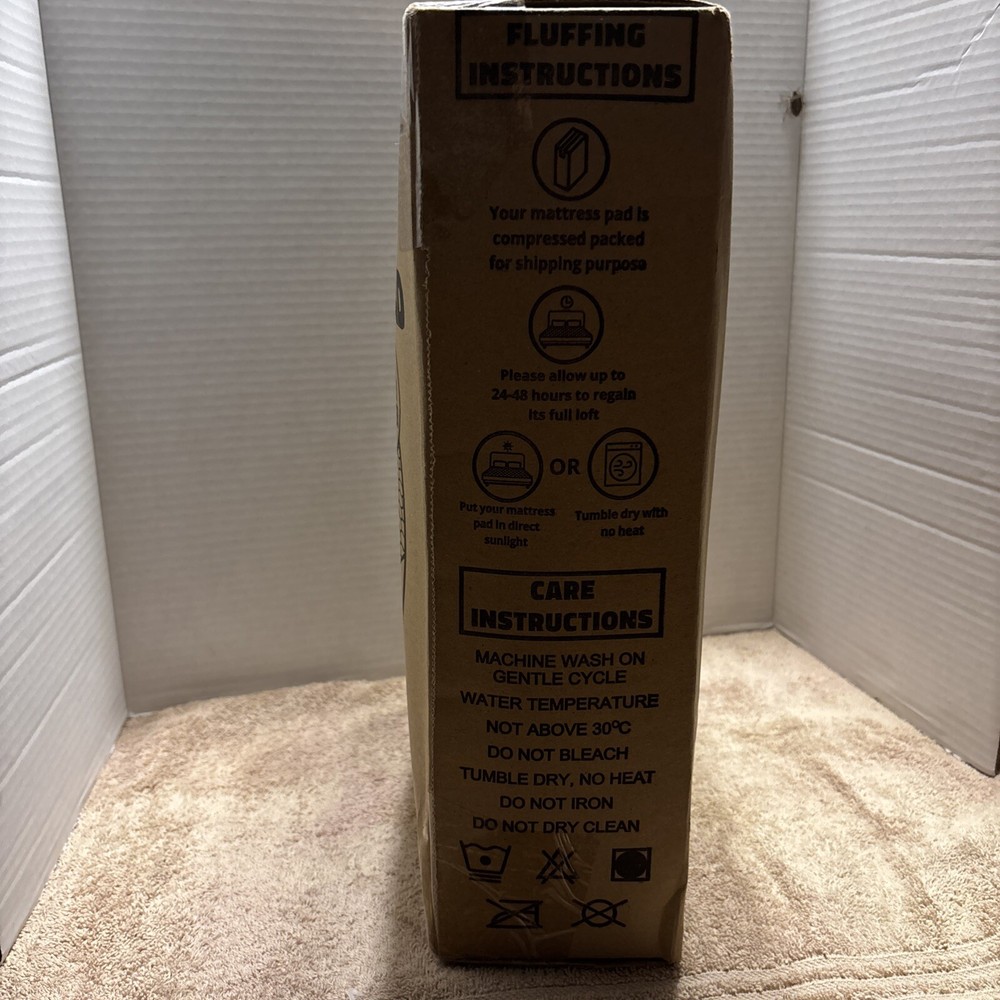 FLUFFING
INSTRUCTIONS
Your mattress pad is
compressed packed
for shipping purpose
Please allow up to
24-48 hours to regain
its full loft
OR
Put your mattress
pad in direct
sunlight
Tumble dry with
no heat
CARE
INSTRUCTIONS
MACHINE WASH ON
GENTLE CYCLE
WATER TEMPERATURE
NOT ABOVE 30ºC
DO NOT BLEACH
TUMBLE DRY, NO HEAT
DO NOT IRON
DO NOT DRY CLEAN